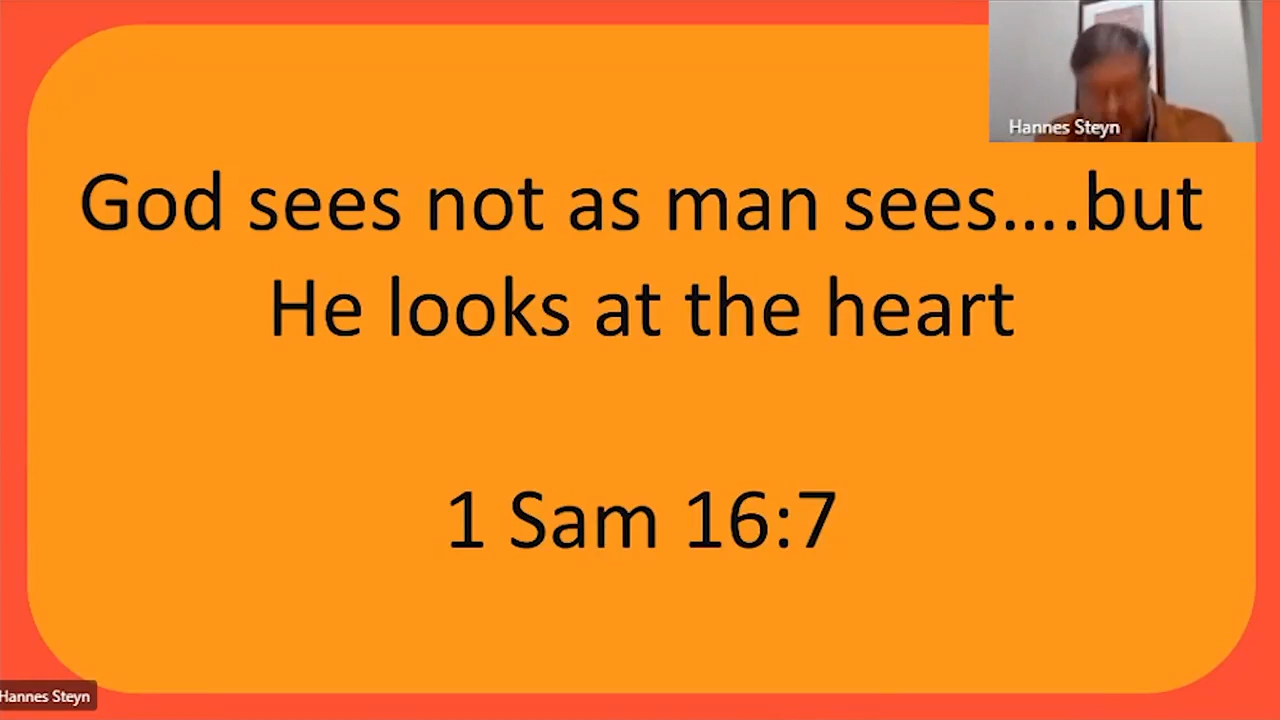 Hannes Steyn
God sees not as man sees....but
He looks at the heart
1 Sam 16:7
Hannes Steyn